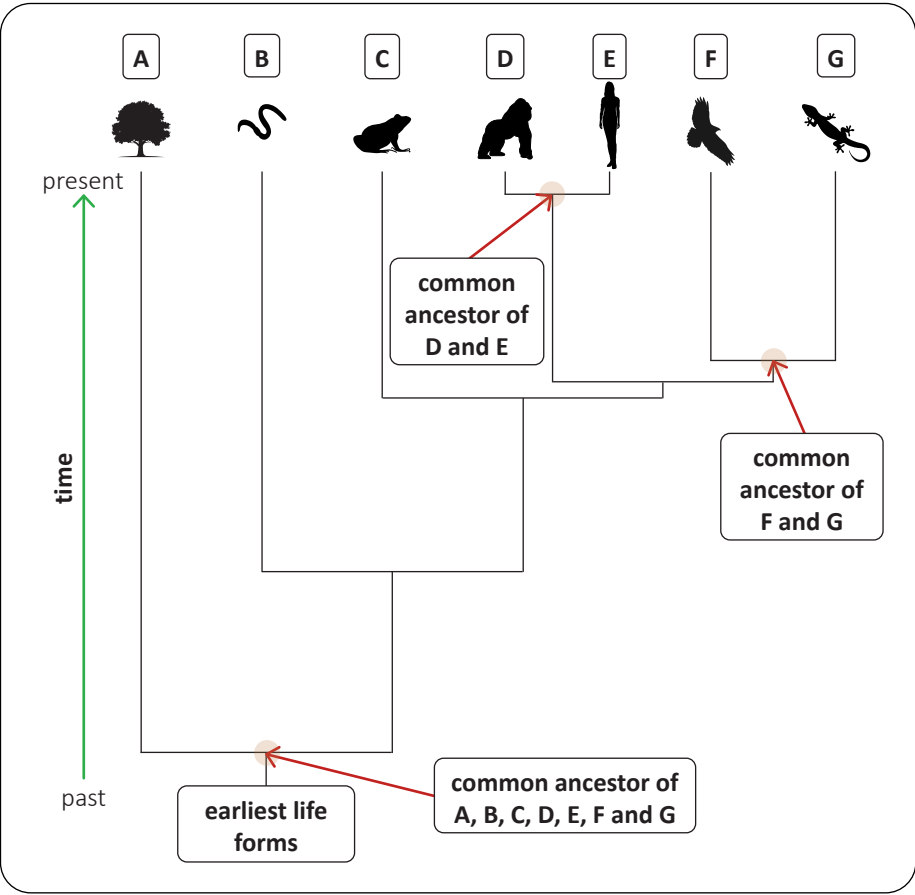 A
B
C
D
E
F
G
present
common
ancestor of
D and E
common
ancestor of
F and G
time
past
earliest life
forms
common ancestor of
A, B, C, D, E, F and G